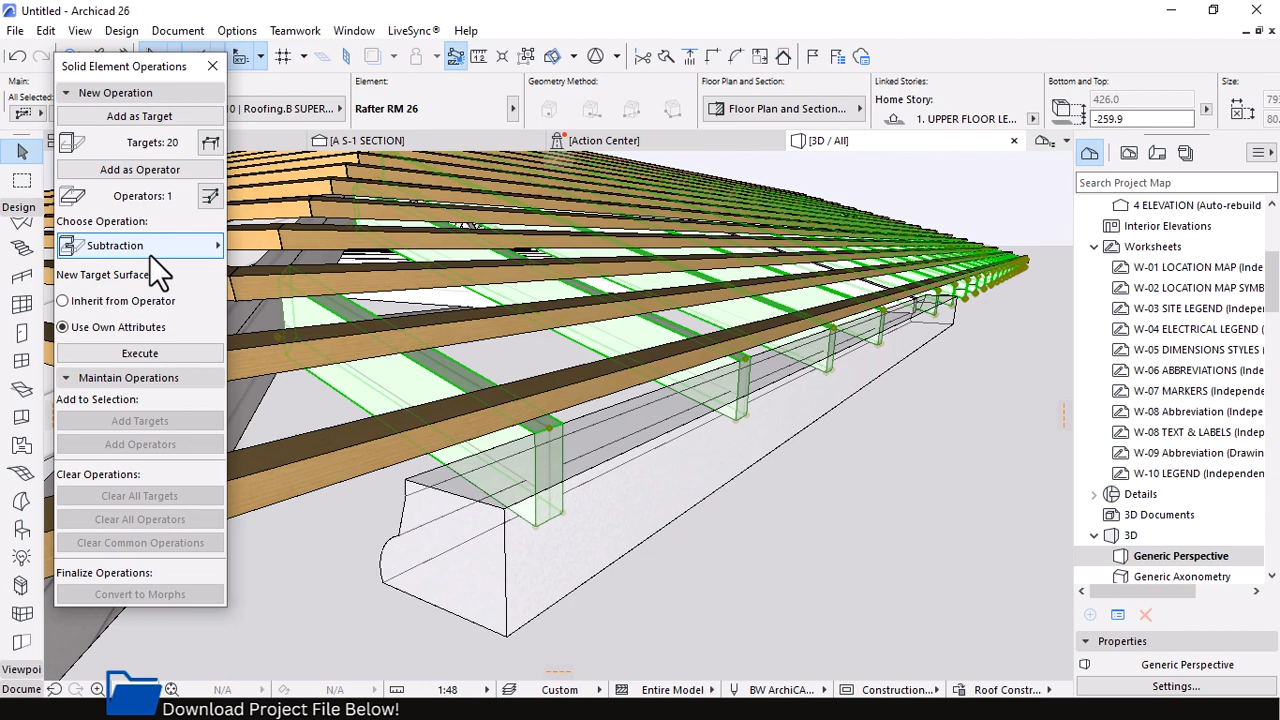 Untitled - Archicad 26
File Edit View Design Document Options Teamwork Window LiveSync® Help
Solid Element Operations
New Operation
Add as Target
Targets: 20
Add as Operator
Operators: 1
Choose Operation:
Subtraction
New Target Surface
Inherit from Operator
Use Own Attributes
Execute
Maintain Operations
Add to Selection:
Add Targets
Add Operators
Clear Operations:
Clear All Targets
Clear All Operators
Clear Common Operations
Finalize Operations:
Convert to Morphs
Main:
All Selected:
0 | Roofing.B SUPER...
Element:
Rafter RM 26
Geometry Method:
Floor Plan and Section:
Floor Plan and Section...
Linked Stories:
Home Story:
1. UPPER FLOOR LE...
Bottom and Top:
426.0
-259.9
Size:
[A S-1 SECTION]
[Action Center]
[3D / All]
Design
Viewpoi
Docume
Search Project Map
4 ELEVATION (Auto-rebuild
Interior Elevations
Worksheets
W-01 LOCATION MAP (Inde
W-02 LOCATION MAP SYMB
W-03 SITE LEGEND (Indepe
W-04 ELECTRICAL LEGEND (
W-05 DIMENSIONS STYLES (
W-06 ABBREVIATIONS (Indep
W-07 MARKERS (Independen
W-08 Abbreviation (Indepe
W-08 TEXT & LABELS (Indep
W-09 Abbreviation (Drawin
W-10 LEGEND (Independent
Details
3D Documents
3D
Generic Perspective
Generic Axonometry
Properties
Generic Perspective
Settings...
N/A
N/A
1:48
Custom
Entire Model
BW ArchiCA...
Construction...
Roof Constr...
Download Project File Below!